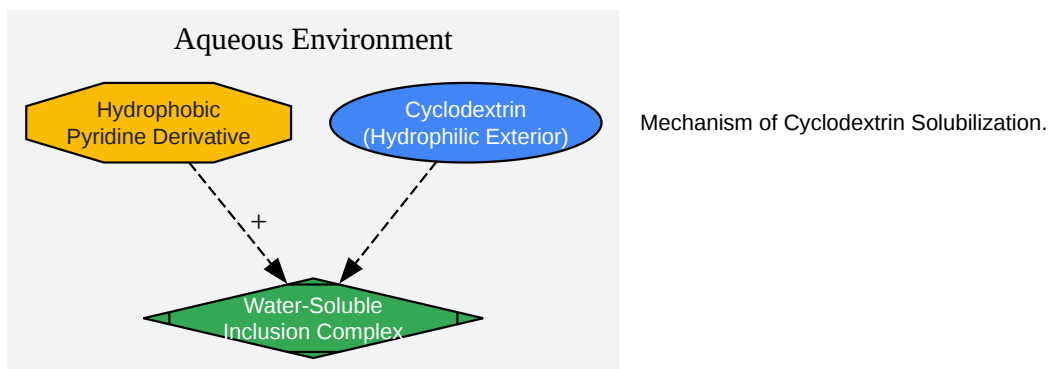 Aqueous Environment
Hydrophobic
Pyridine Derivative
Cyclodextrin
(Hydrophilic Exterior)
Mechanism of Cyclodextrin Solubilization.
+
Water-Soluble
Inclusion Complex